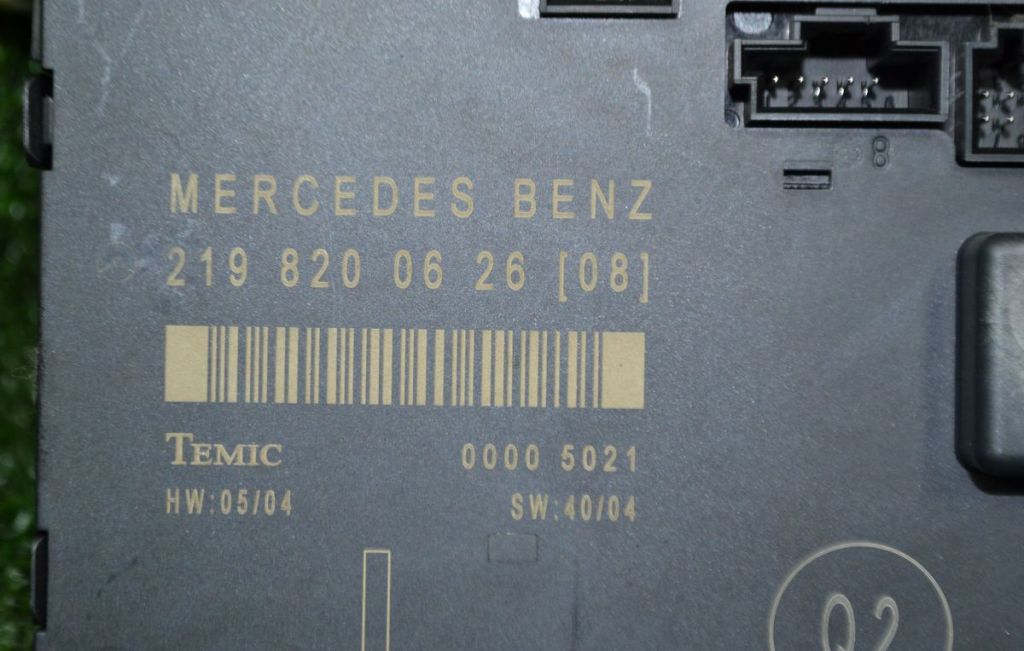 8
MERCEDES BENZ
219 820 06 26 [08]
TEMIC
0000 5021
HW:05/04
SW:40/04
Q2